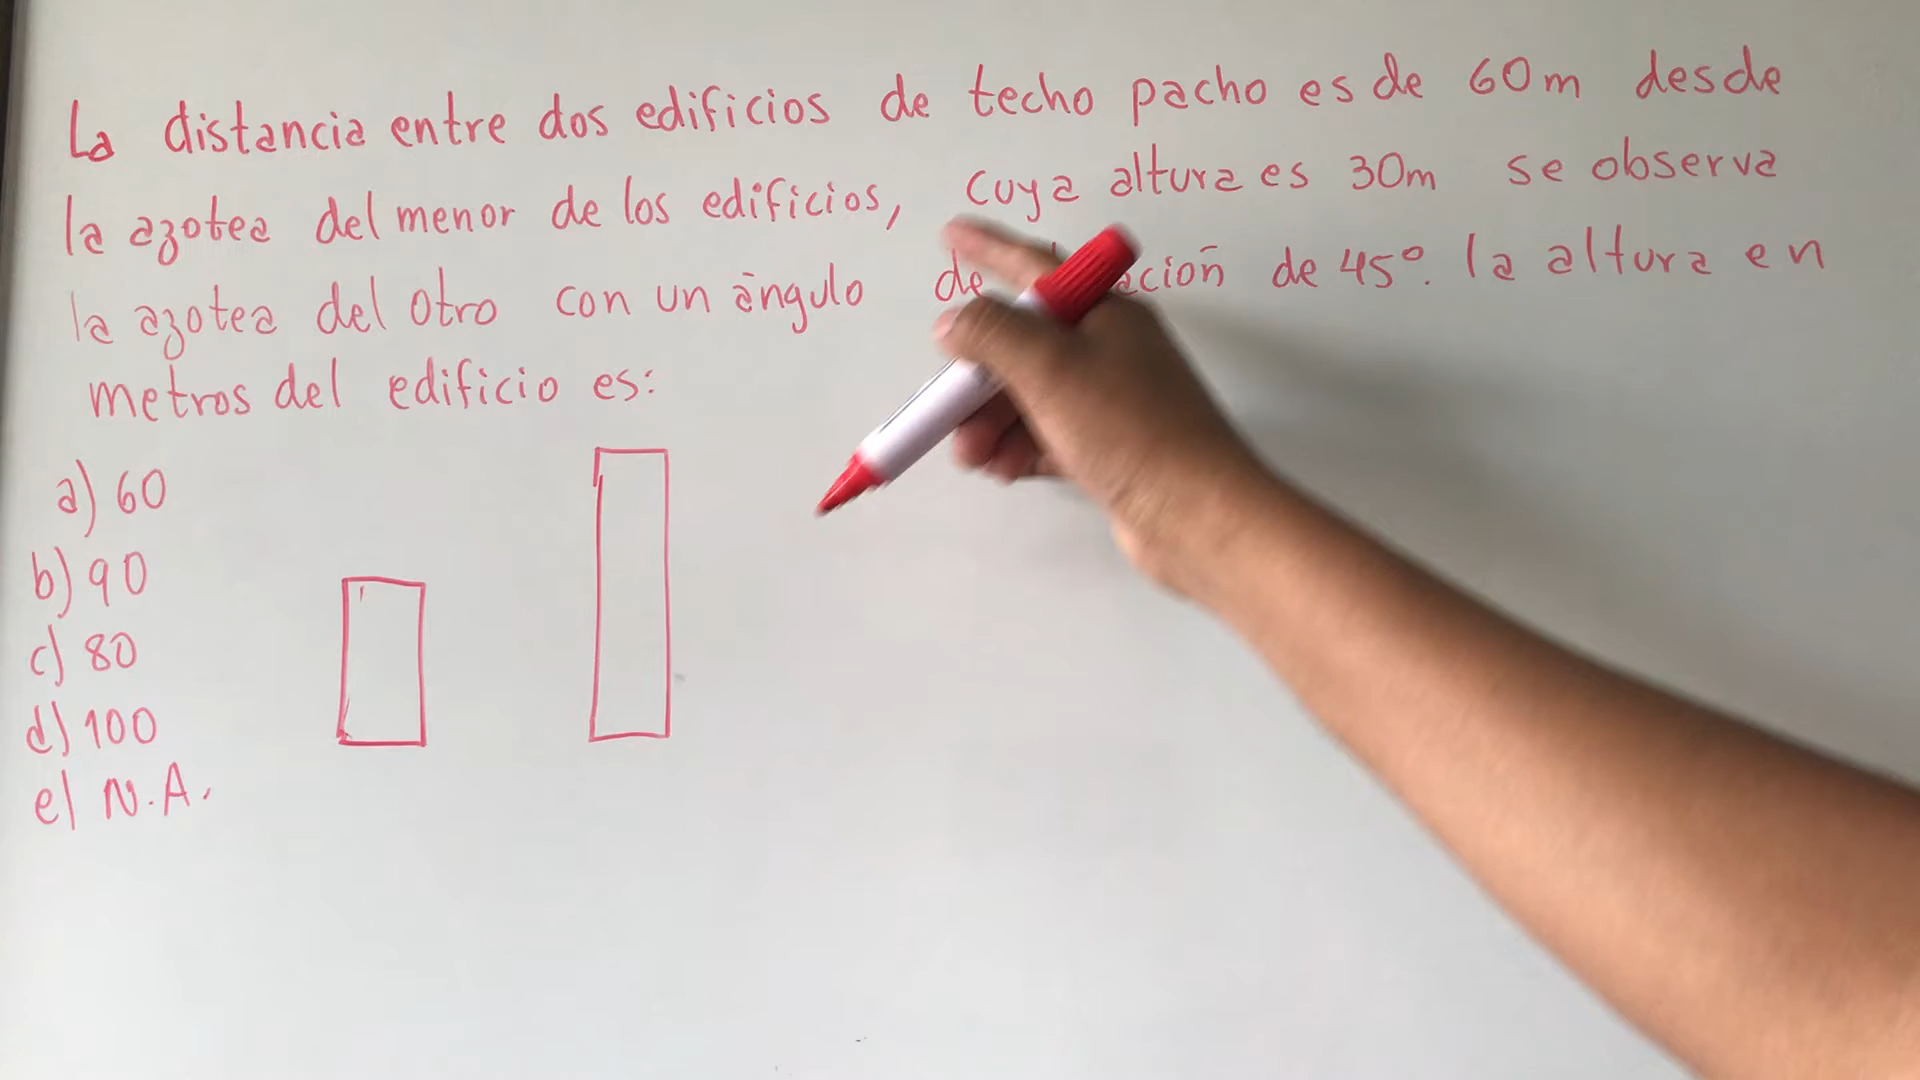 La distancia entre dos edificios de techo pacho es de 60m desde
la azotea del menor de los edificios, cuya altura es 30m se observa
la azotea del otro con un ángulo de de 45°. la altura en
metros del edificio es:
a) 60
b) 90
c) 80
d) 100
e) N.A.